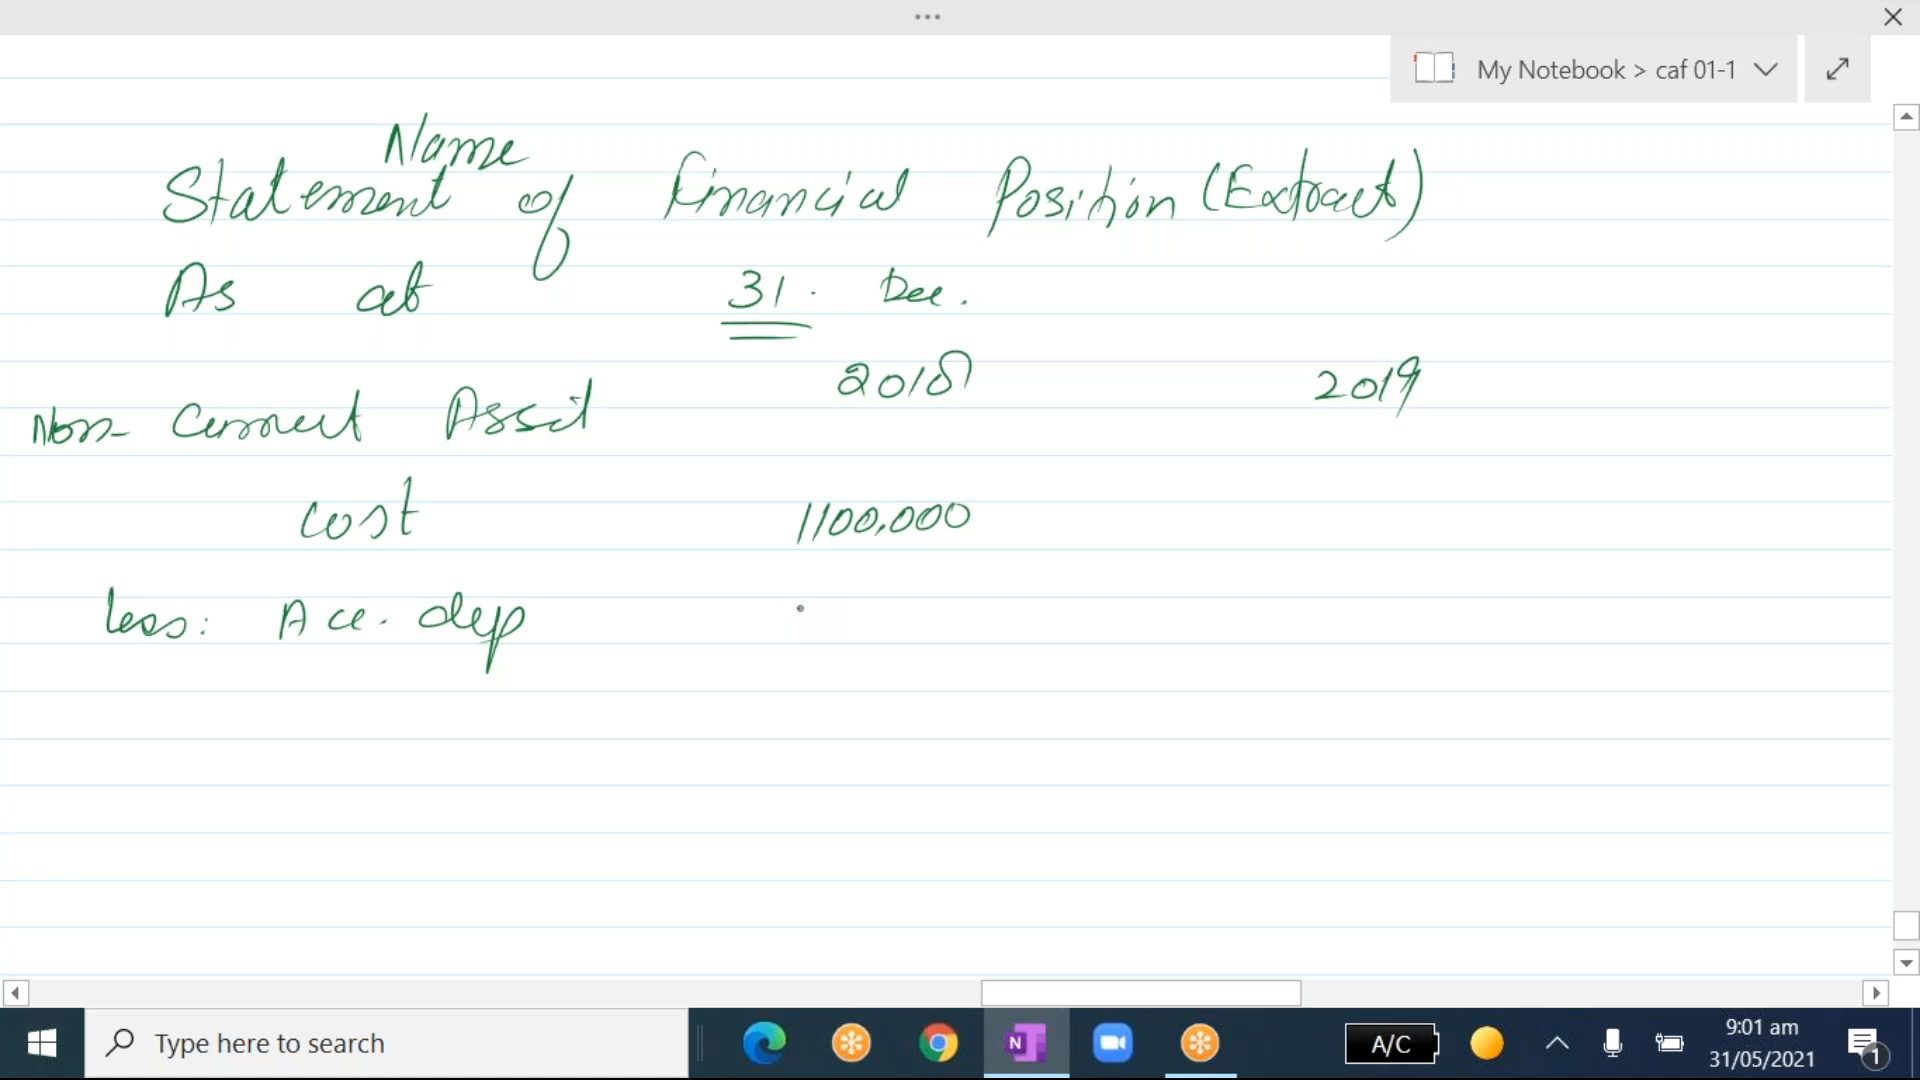 My Notebook > caf 01-1
Name
Statement of Financial Position (Extract)
As at 31. Dec.
2018 2019
Non-Current Asset
Cost 1100,000
Less: Acc. dep
Type here to search
N
A/C
9:01 am
31/05/2021
1